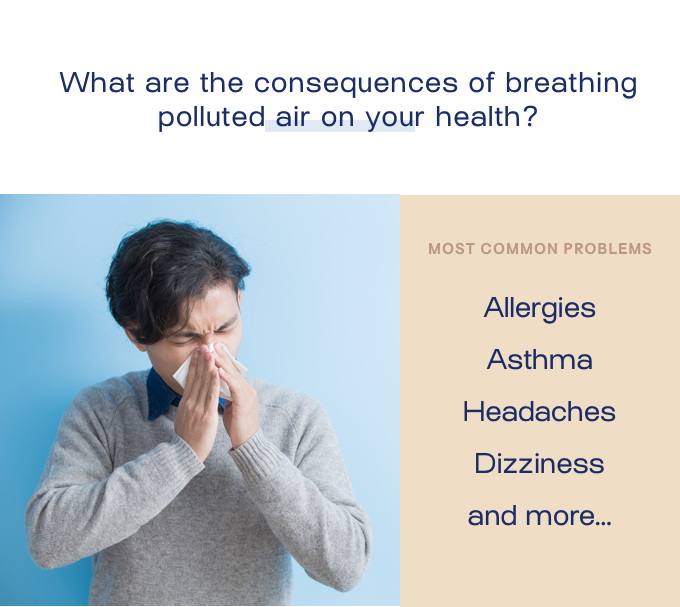 What are the consequences of breathing
polluted air on your health?
MOST COMMON PROBLEMS
Allergies
Asthma
Headaches
Dizziness
and more...